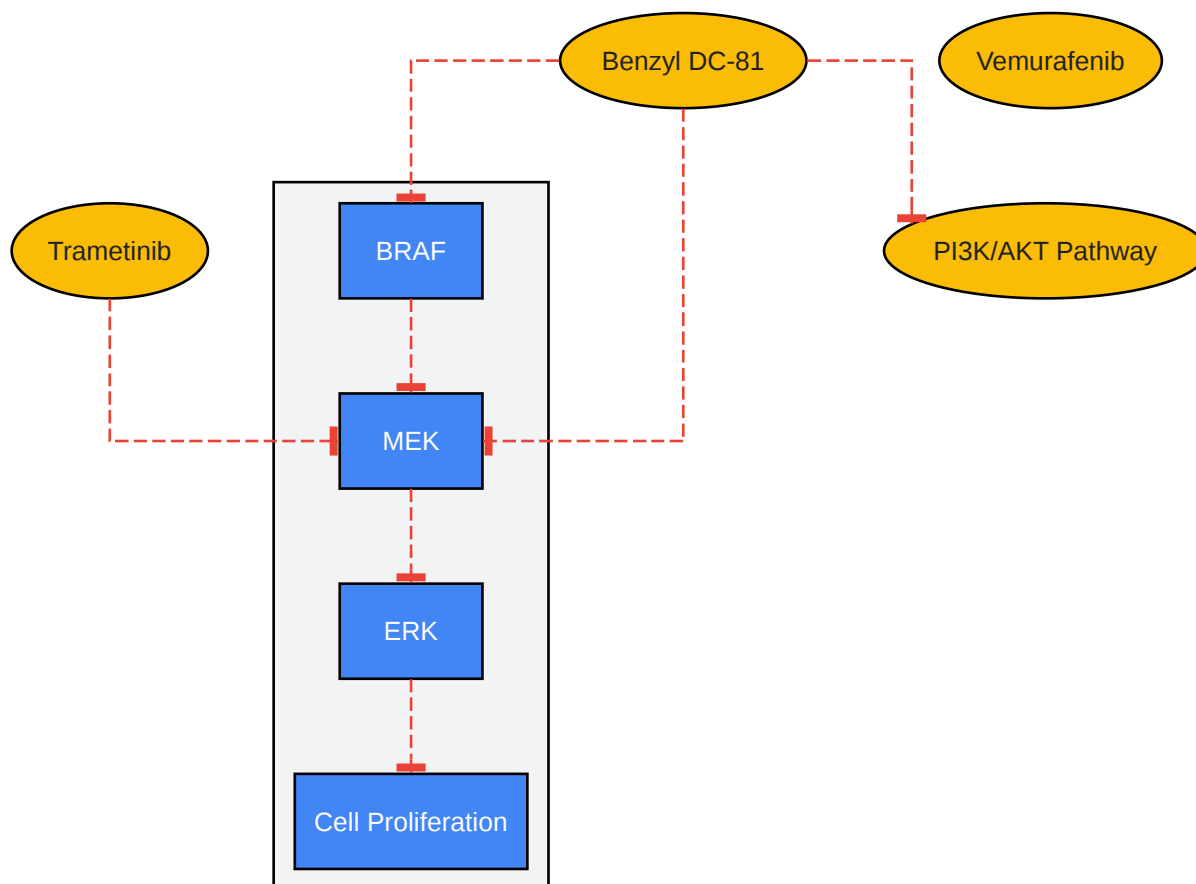 Benzyl DC-81
Vemurafenib
Trametinib
BRAF
PI3K/AKT Pathway
MEK
ERK
Cell Proliferation